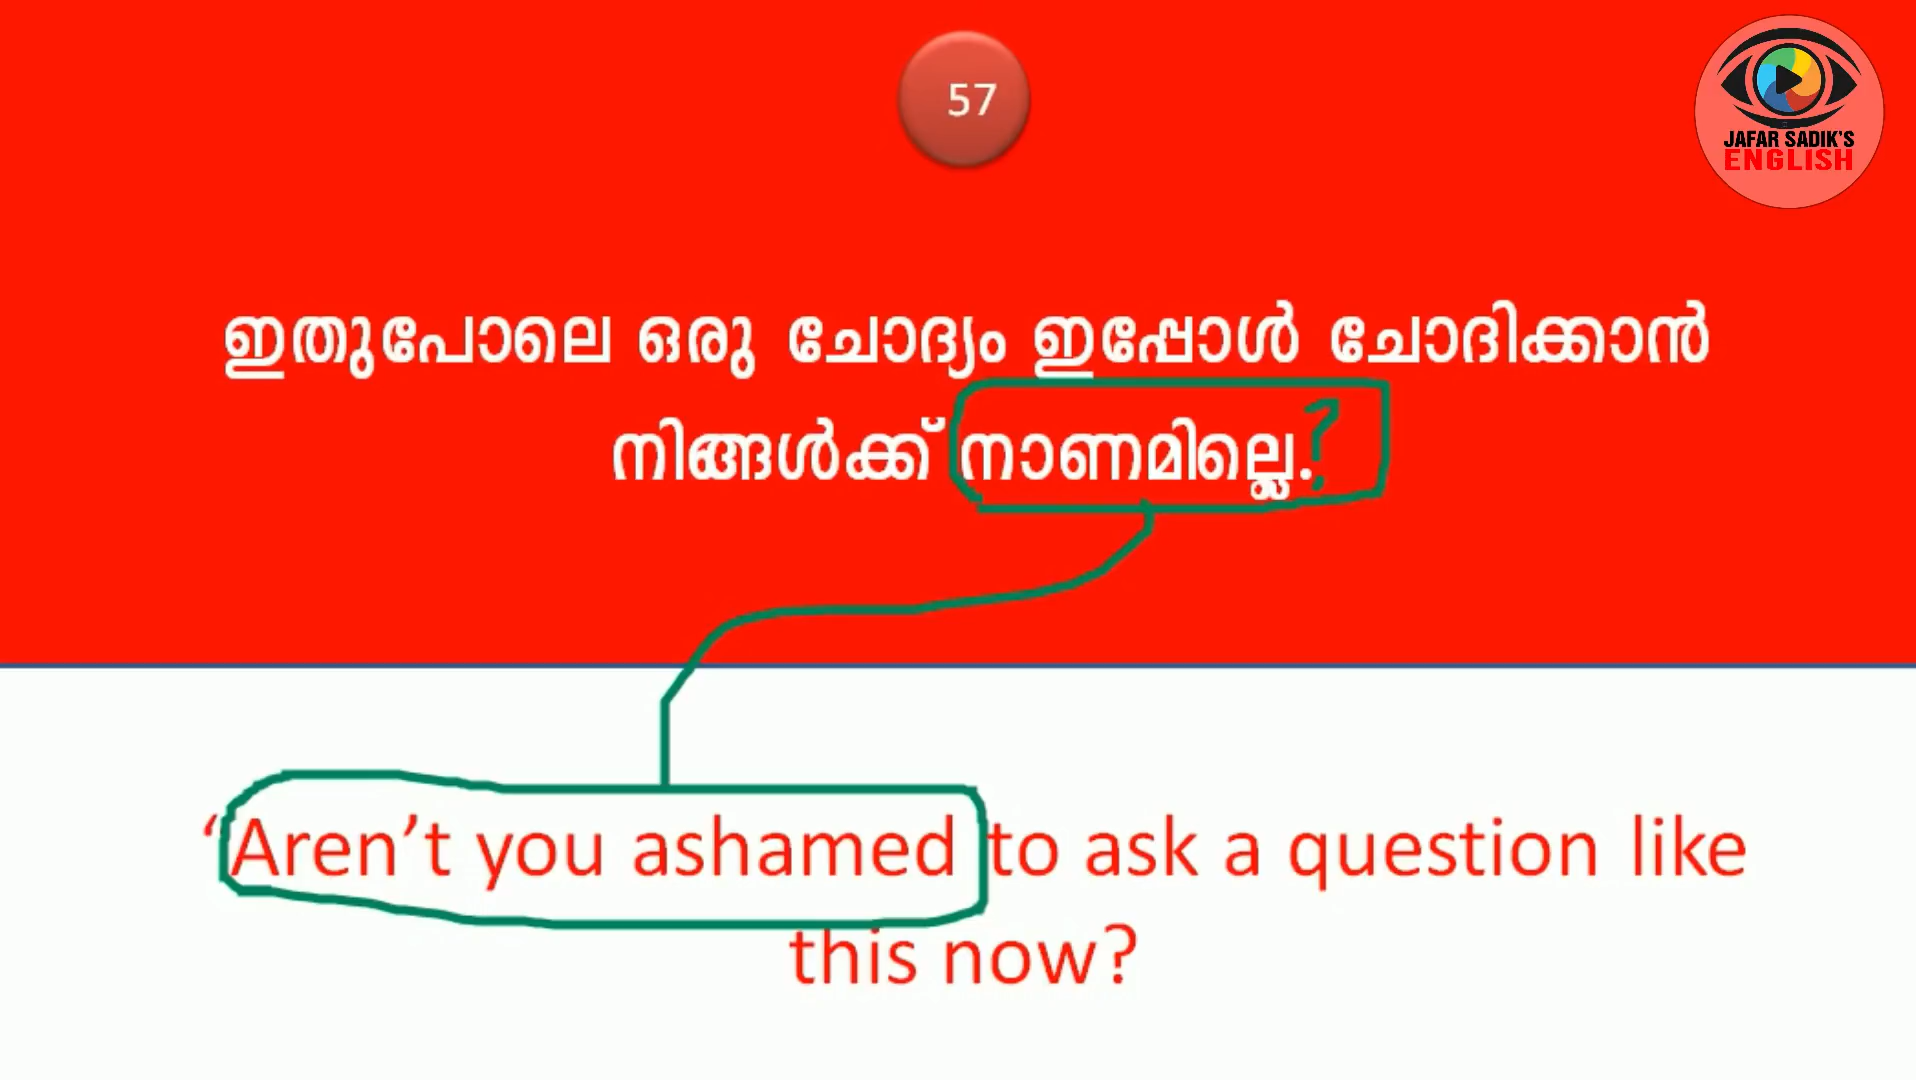 57
JAFAR SADIK'S
ENGLISH
ഇതുപോലെ ഒരു ചോദ്യം ഇപ്പോൾ ചോദിക്കാൻ
നിങ്ങൾക്ക് നാണമില്ലെ.?
‘Aren’t you ashamed to ask a question like
this now?